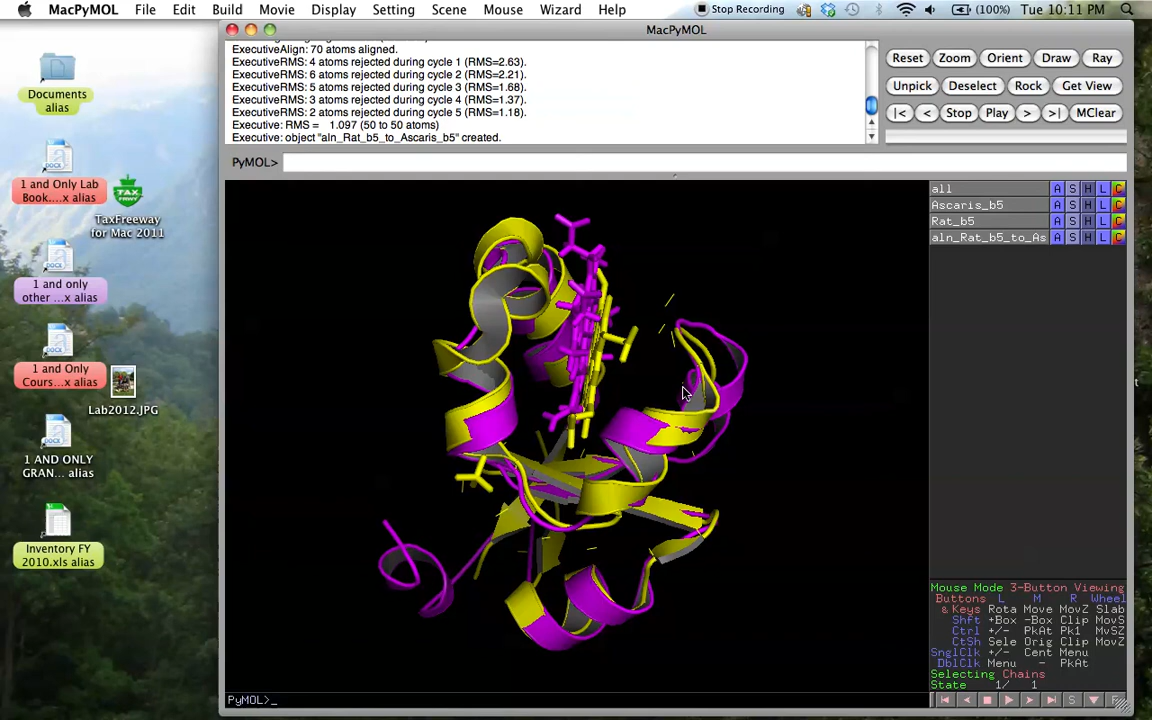 MacPyMOL File Edit Build Movie Display Setting Scene Mouse Wizard Help Stop Recording (100%) Tue 10:11 PM
MacPyMOL
ExecutiveAlign: 70 atoms aligned.
ExecutiveRMS: 4 atoms rejected during cycle 1 (RMS=2.63).
ExecutiveRMS: 6 atoms rejected during cycle 2 (RMS=2.21).
ExecutiveRMS: 5 atoms rejected during cycle 3 (RMS=1.68).
ExecutiveRMS: 3 atoms rejected during cycle 4 (RMS=1.37).
ExecutiveRMS: 2 atoms rejected during cycle 5 (RMS=1.18).
Executive: RMS = 1.097 (50 to 50 atoms)
Executive: object "aln_Rat_b5_to_Ascaris_b5" created.
Reset Zoom Orient Draw Ray
Unpick Deselect Rock Get View
|< < Stop Play > >| MClear
PyMOL>
all A S H L C
Ascaris_b5 A S H L C
Rat_b5 A S H L C
aln_Rat_b5_to_As A S H L C
Documents
alias
1 and Only Lab
Book....x alias
TaxFreeway
for Mac 2011
1 and only
other ...x alias
1 and Only
Cours...x alias
Lab2012.JPG
1 AND ONLY
GRAN... alias
Inventory FY
2010.xls alias
Mouse Mode 3-Button Viewing
Buttons L M R Wheel
& Keys Rota Move MovZ Slab
Shft +Box -Box Clip MovS
Ctrl +/- PkAt Pk1 MvSZ
CtSh Sele Orig Clip MovZ
SnglClk +/- Cent Menu
DblClk Menu - PkAt
Selecting Chains
State 1/ 1
PyMOL>_
S F